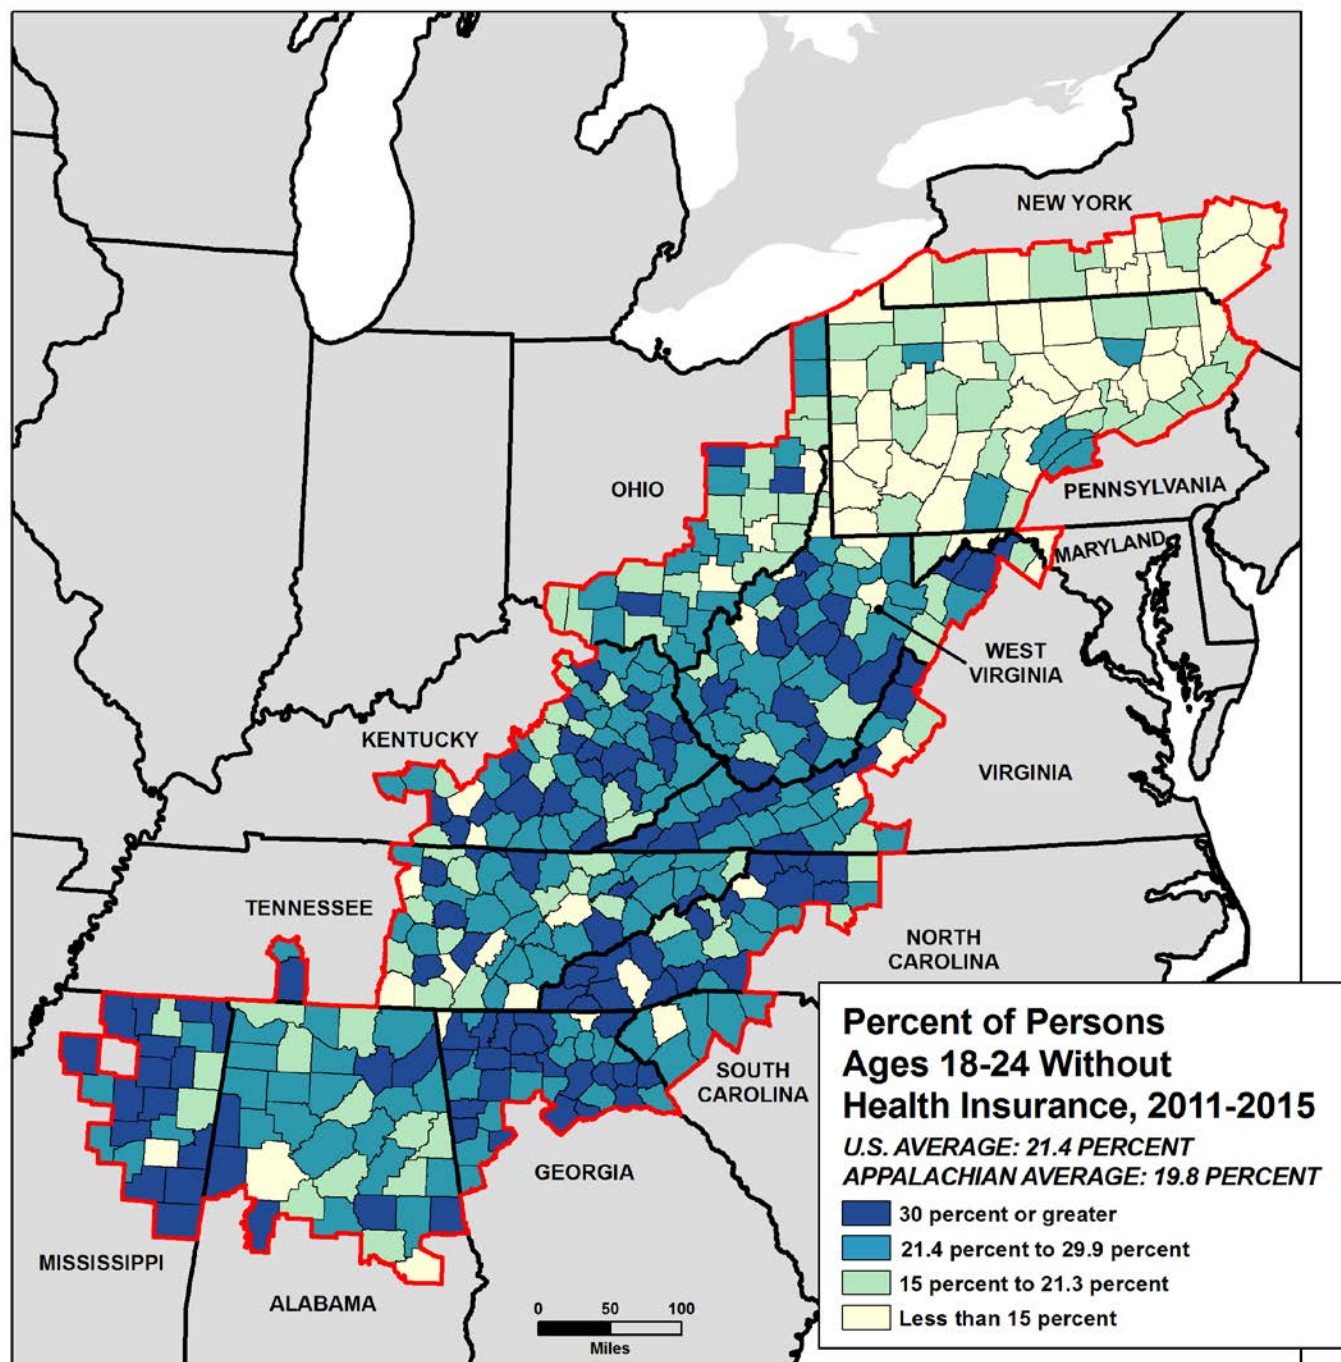 NEW YORK
OHIO
PENNSYLVANIA
MARYLAND
WEST
VIRGINIA
KENTUCKY
VIRGINIA
TENNESSEE
NORTH
CAROLINA
SOUTH
CAROLINA
GEORGIA
MISSISSIPPI
ALABAMA
0 50 100
Miles
Percent of Persons
Ages 18-24 Without
Health Insurance, 2011-2015
U.S. AVERAGE: 21.4 PERCENT
APPALACHIAN AVERAGE: 19.8 PERCENT
30 percent or greater
21.4 percent to 29.9 percent
15 percent to 21.3 percent
Less than 15 percent